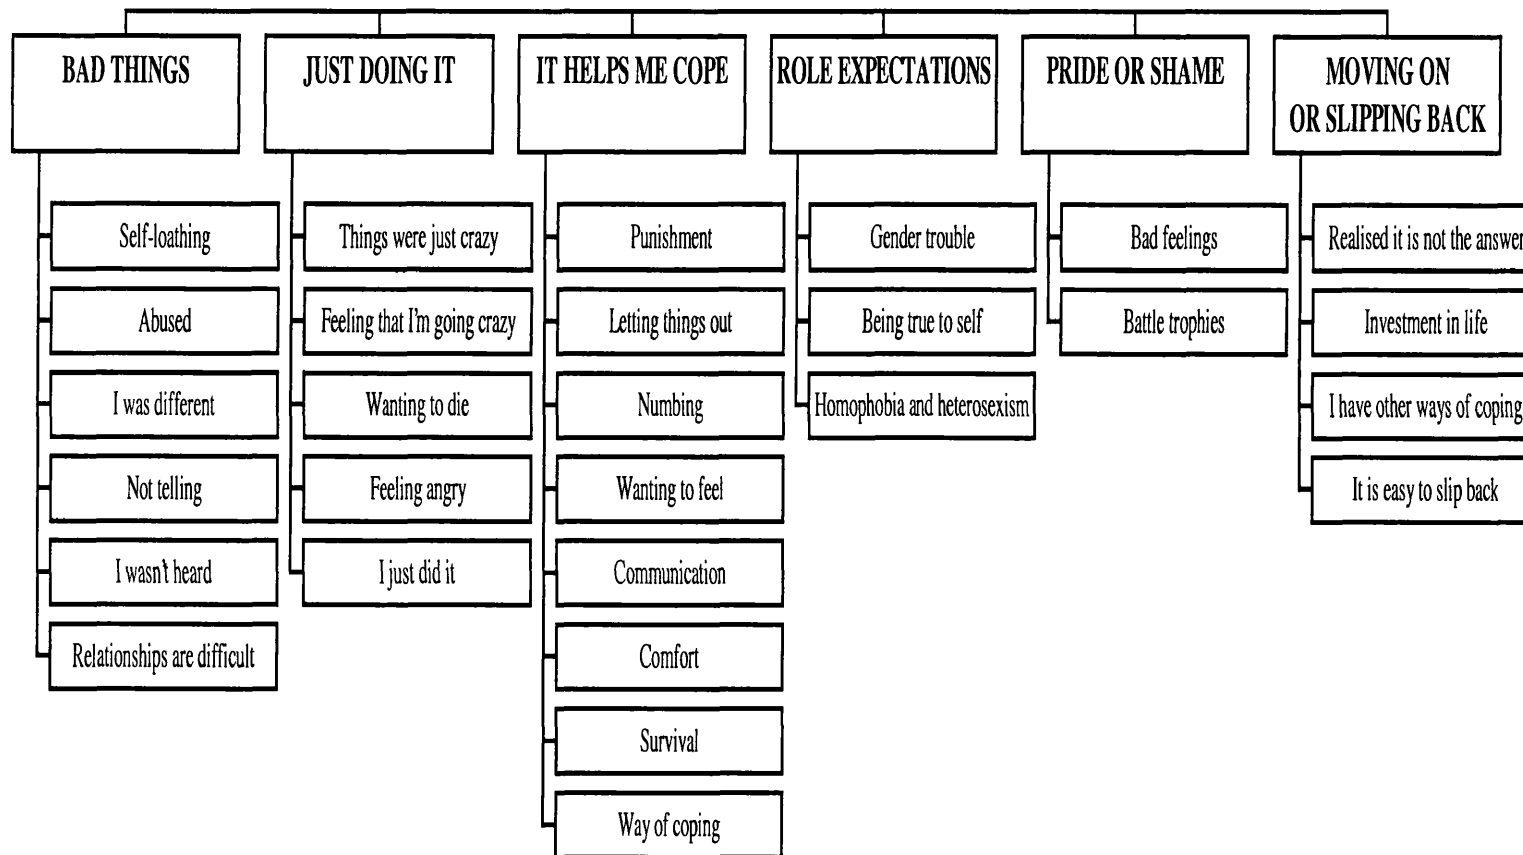 BAD THINGS
Self-loathing
Abused
I was different
Not telling
I wasn't heard
Relationships are difficult
JUST DOING IT
Things were just crazy
Feeling that I'm going crazy
Wanting to die
Feeling angry
I just did it
IT HELPS ME COPE
Punishment
Letting things out
Numbing
Wanting to feel
Communication
Comfort
Survival
Way of coping
ROLE EXPECTATIONS
Gender trouble
Being true to self
Homophobia and heterosexism
PRIDE OR SHAME
Bad feelings
Battle trophies
MOVING ON
OR SLIPPING BACK
Realised it is not the answer
Investment in life
I have other ways of coping
It is easy to slip back